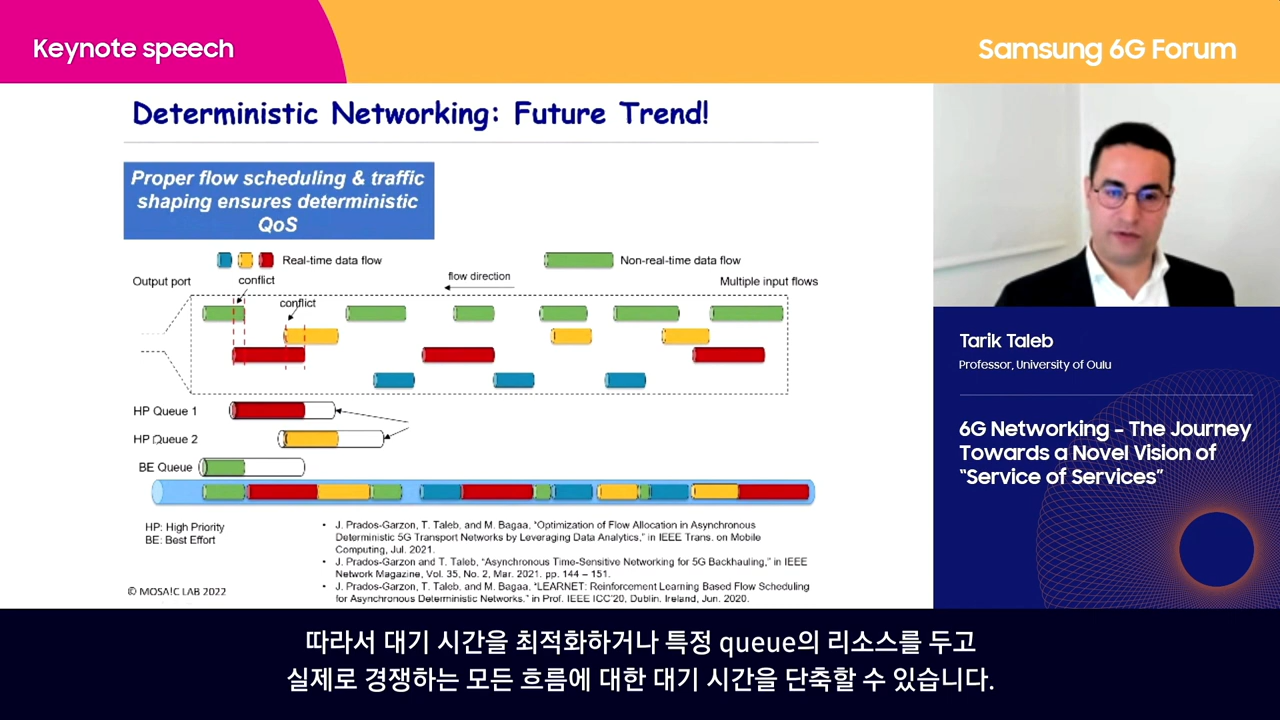 Keynote speech
Samsung 6G Forum
Deterministic Networking: Future Trend!
Proper flow scheduling & traffic
shaping ensures deterministic
QoS
Real-time data flow
Non-real-time data flow
Output port
conflict
flow direction
Multiple input flows
conflict
HP Queue 1
HP Queue 2
BE Queue
HP: High Priority
BE: Best Effort
• J. Prados-Garzon, T. Taleb, and M. Bagaa, "Optimization of Flow Allocation in Asynchronous
Deterministic 5G Transport Networks by Leveraging Data Analytics," in IEEE Trans. on Mobile
Computing, Jul. 2021.
• J. Prados-Garzon and T. Taleb, "Asynchronous Time-Sensitive Networking for 5G Backhauling," in IEEE
Network Magazine, Vol. 35, No. 2, Mar. 2021. pp. 144 – 151.
• J. Prados-Garzon, T. Taleb, and M. Bagaa, "LEARNET: Reinforcement Learning Based Flow Scheduling
for Asynchronous Deterministic Networks," in Prof. IEEE ICC'20, Dublin, Ireland, Jun. 2020.
© MOSA!C LAB 2022
Tarik Taleb
Professor, University of Oulu
6G Networking – The Journey
Towards a Novel Vision of
“Service of Services”
따라서 대기 시간을 최적화하거나 특정 queue의 리소스를 두고
실제로 경쟁하는 모든 흐름에 대한 대기 시간을 단축할 수 있습니다.